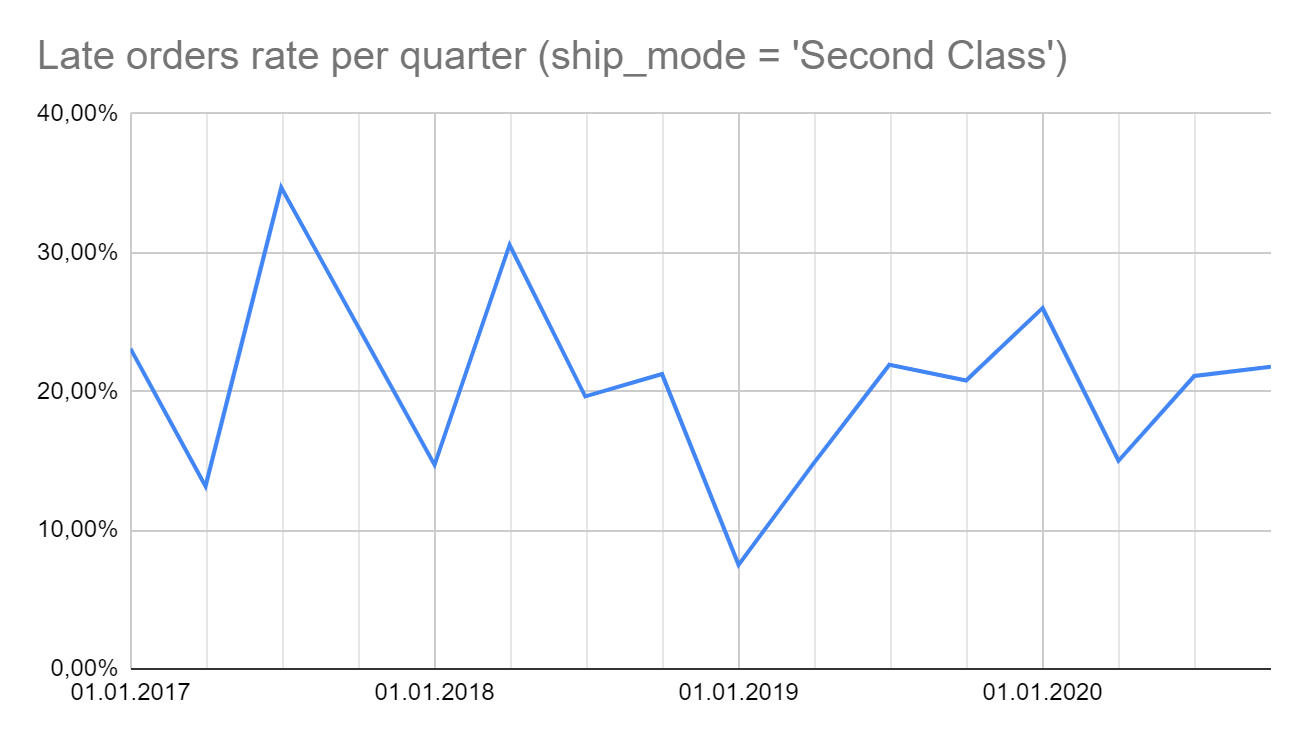 Late orders rate per quarter (ship_mode = 'Second Class')
40,00%
30,00%
20,00%
10,00%
0,00%
01.01.2017 01.01.2018 01.01.2019 01.01.2020